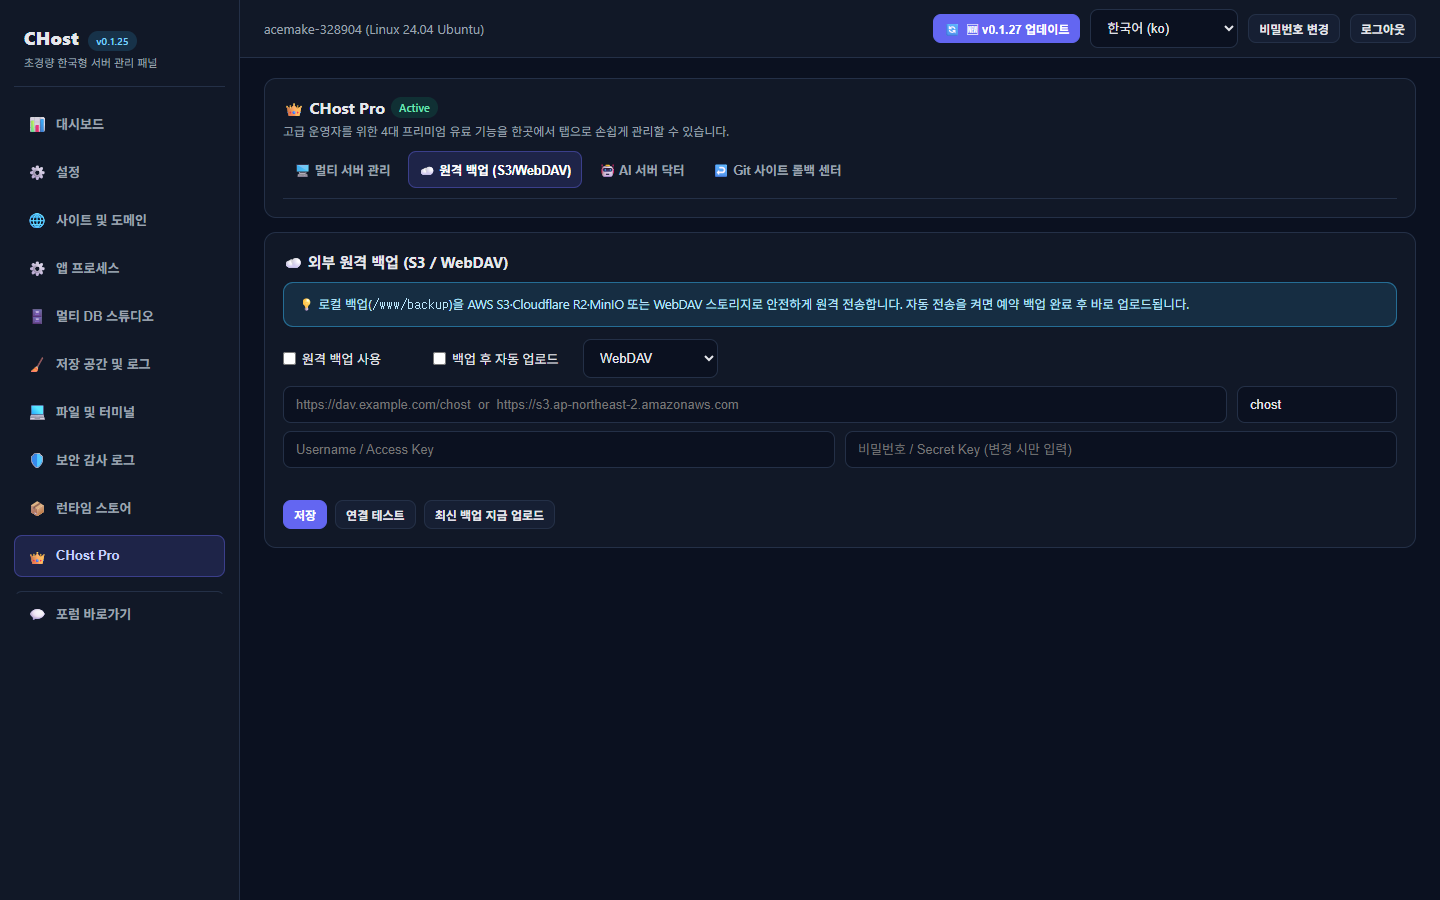 CHost v0.1.25
초경량 한국형 서버 관리 패널
대시보드
설정
사이트 및 도메인
앱 프로세스
멀티 DB 스튜디오
저장 공간 및 로그
파일 및 터미널
보안 감사 로그
런타임 스토어
CHost Pro
포럼 바로가기
acemake-328904 (Linux 24.04 Ubuntu)
🔄 🆕 v0.1.27 업데이트
한국어 (ko)
비밀번호 변경
로그아웃
CHost Pro Active
고급 운영자를 위한 4대 프리미엄 유료 기능을 한곳에서 탭으로 손쉽게 관리할 수 있습니다.
멀티 서버 관리
원격 백업 (S3/WebDAV)
AI 서버 닥터
Git 사이트 롤백 센터
외부 원격 백업 (S3 / WebDAV)
로컬 백업(/www/backup)을 AWS S3·Cloudflare R2·MinIO 또는 WebDAV 스토리지로 안전하게 원격 전송합니다. 자동 전송을 켜면 예약 백업 완료 후 바로 업로드됩니다.
원격 백업 사용
백업 후 자동 업로드
WebDAV
https://dav.example.com/chost or https://s3.ap-northeast-2.amazonaws.com
chost
Username / Access Key
비밀번호 / Secret Key (변경 시만 입력)
저장
연결 테스트
최신 백업 지금 업로드